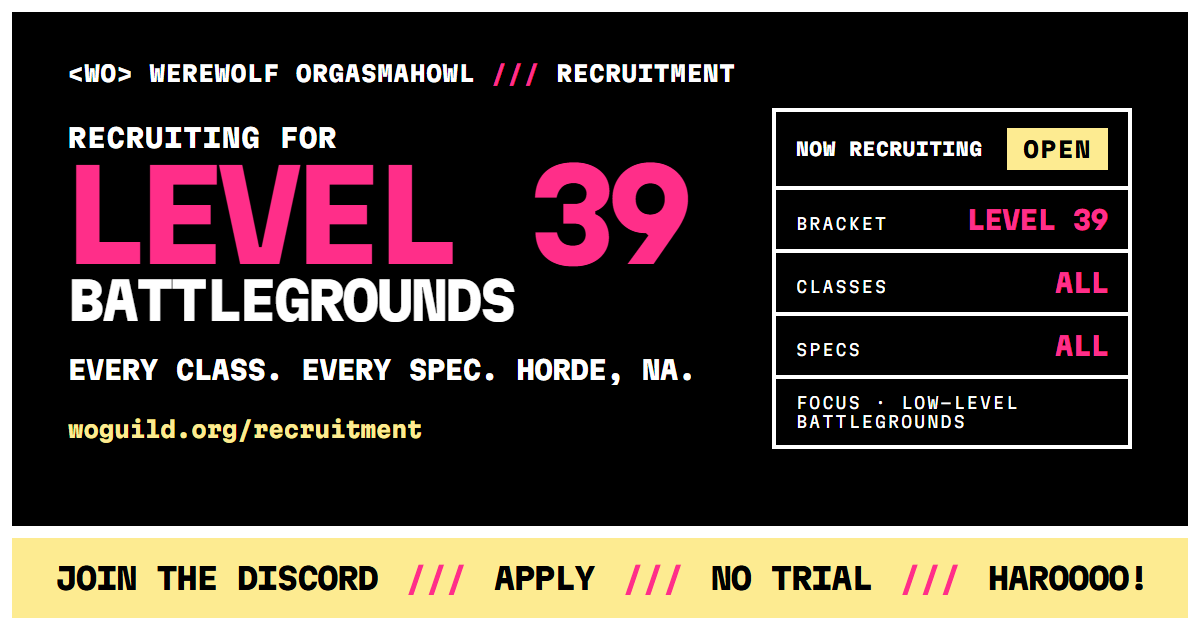 <WO> WEREWOLF ORGASMAHOWL /// RECRUITMENT
RECRUITING FOR
LEVEL 39
BATTLEGROUNDS
EVERY CLASS. EVERY SPEC. HORDE, NA.
woguild.org/recruitment
NOW RECRUITING OPEN
BRACKET LEVEL 39
CLASSES ALL
SPECS ALL
FOCUS · LOW-LEVEL
BATTLEGROUNDS
JOIN THE DISCORD /// APPLY /// NO TRIAL /// HAROOOO!